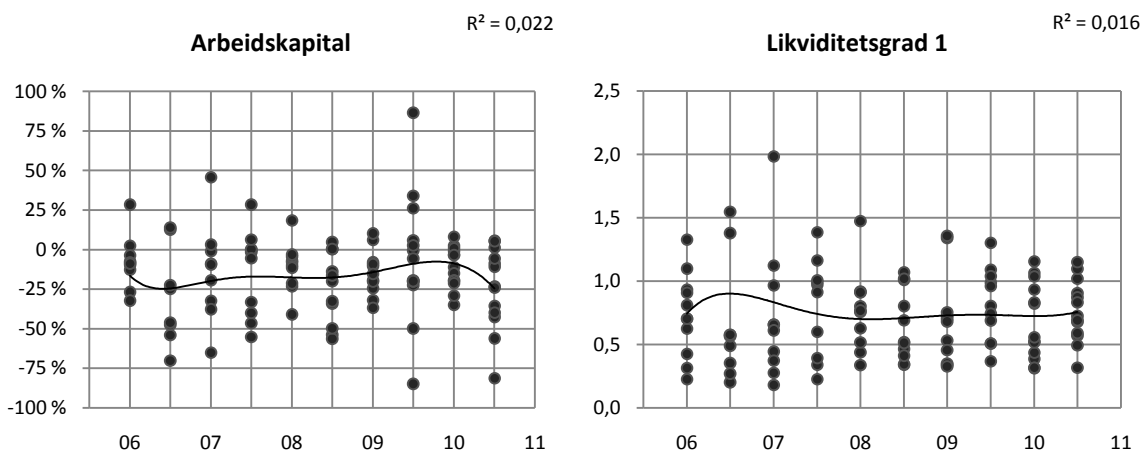 Arbeidskapital
R² = 0,022
100 %
75 %
50 %
25 %
0 %
-25 %
-50 %
-75 %
-100 %
06 07 08 09 10 11
Likviditetsgrad 1
R² = 0,016
2,5
2,0
1,5
1,0
0,5
0,0
06 07 08 09 10 11